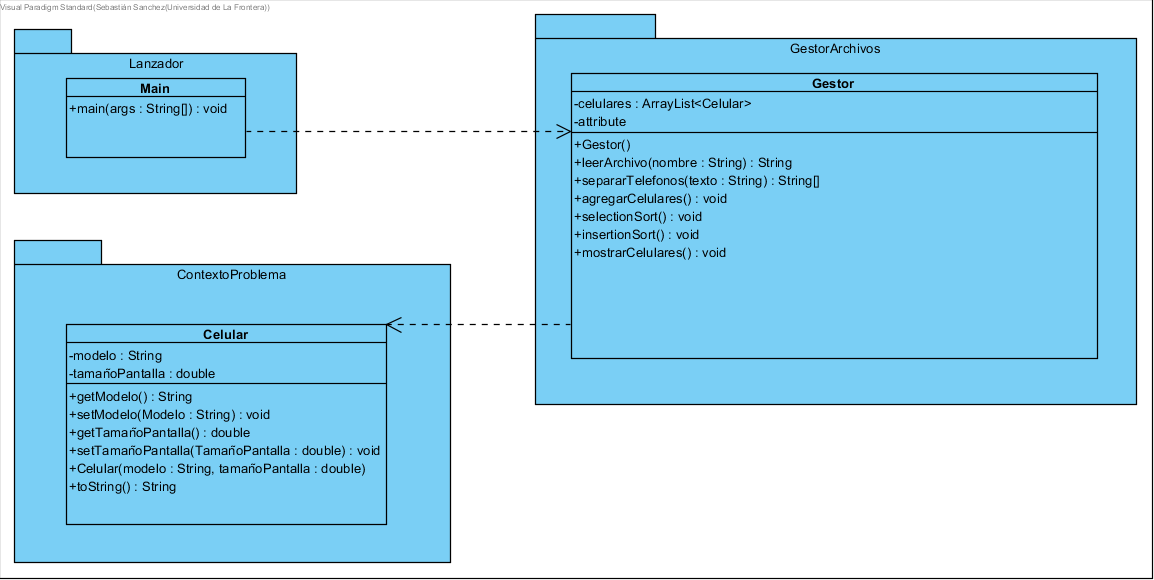 Visual Paradigm Standard(Sebastián Sanchez(Universidad de La Frontera))
Lanzador
Main
+main(args : String[]) : void
GestorArchivos
Gestor
-celulares : ArrayList<Celular>
-attribute
+Gestor()
+leerArchivo(nombre : String) : String
+separarTelefonos(texto : String) : String[]
+agregarCelulares() : void
+selectionSort() : void
+insertionSort() : void
+mostrarCelulares() : void
ContextoProblema
Celular
-modelo : String
-tamañoPantalla : double
+getModelo() : String
+setModelo(Modelo : String) : void
+getTamañoPantalla() : double
+setTamañoPantalla(TamañoPantalla : double) : void
+Celular(modelo : String, tamañoPantalla : double)
+toString() : String